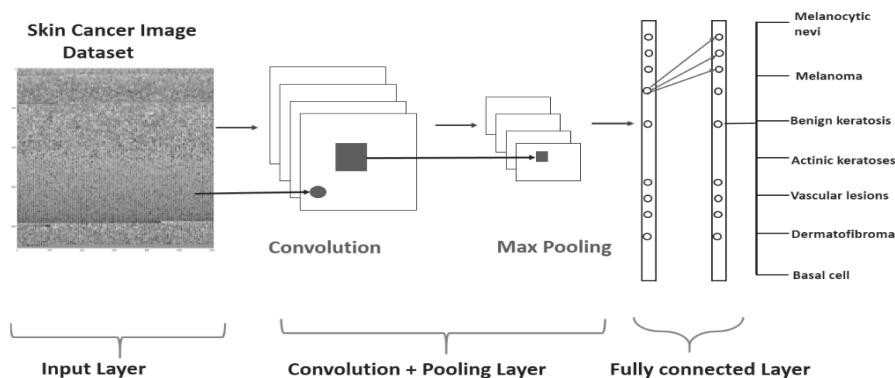 Skin Cancer Image
Dataset
Convolution
Max Pooling
Melanocytic
nevi
Melanoma
Benign keratosis
Actinic keratoses
Vascular lesions
Dermatofibroma
Basal cell
Input Layer
Convolution + Pooling Layer
Fully connected Layer